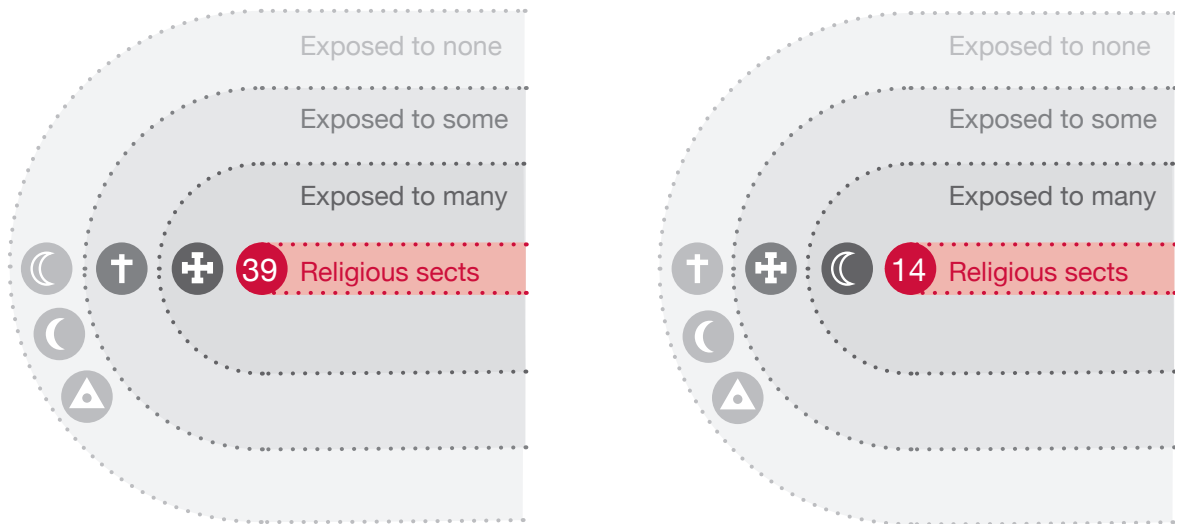 Exposed to none
Exposed to some
Exposed to many
39 Religious sects
Exposed to none
Exposed to some
Exposed to many
14 Religious sects